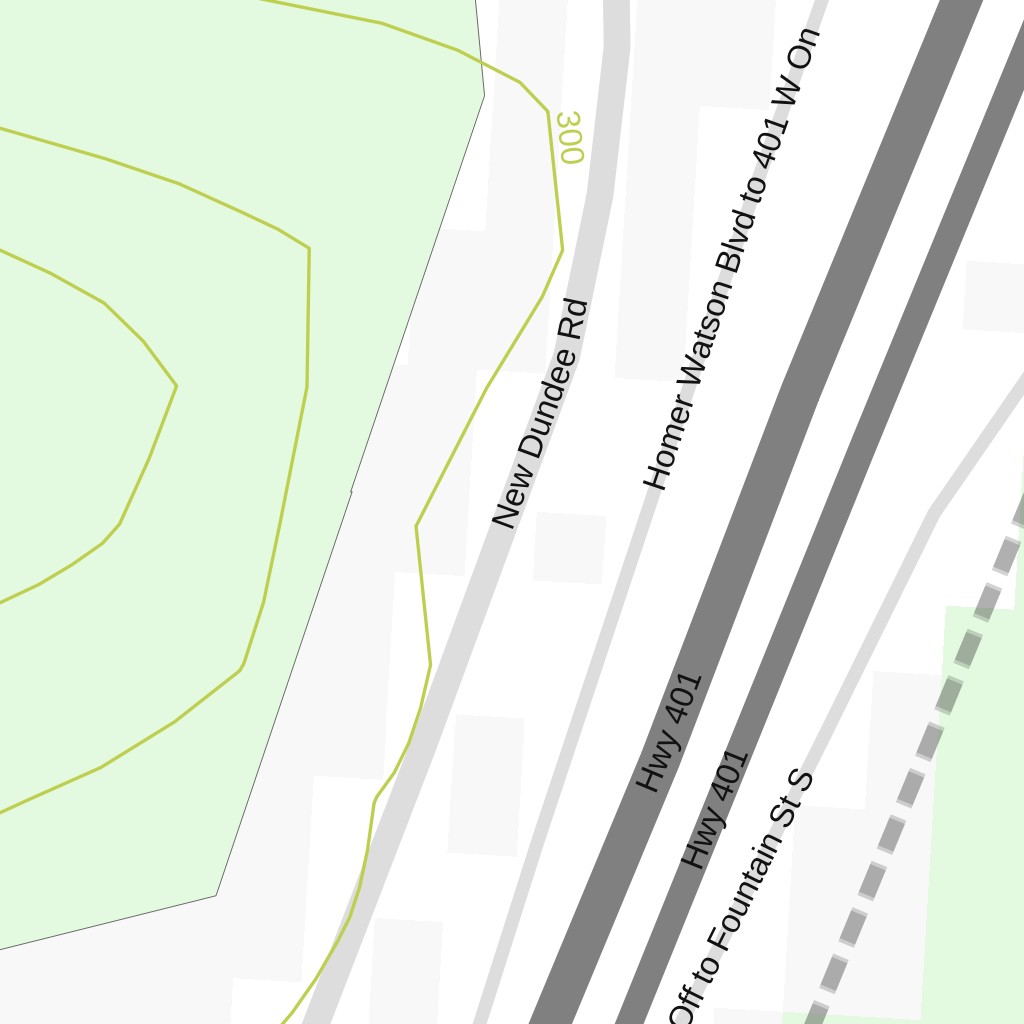 300
Homer Watson Blvd to 401 W On
New Dundee Rd
Hwy 401
Hwy 401
Off to Fountain St S